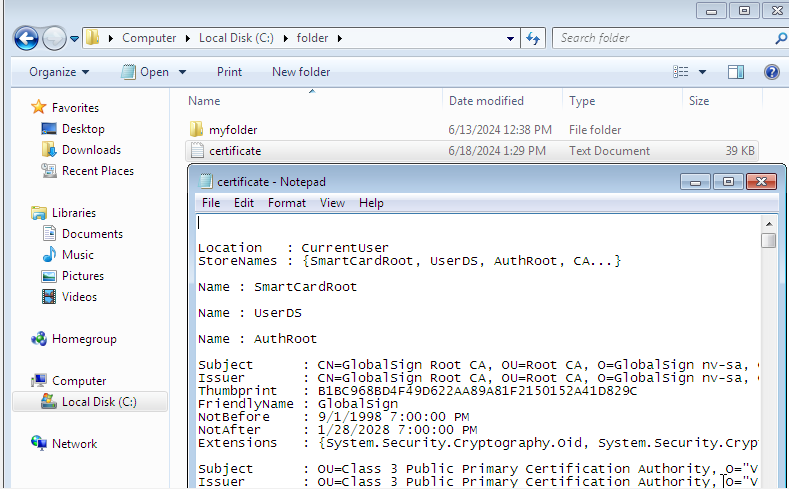 Computer Local Disk (C:) folder
Search folder
Organize Open Print New folder
Name Date modified Type Size
Favorites
Desktop
Downloads
Recent Places
Libraries
Documents
Music
Pictures
Videos
Homegroup
Computer
Local Disk (C:)
Network
myfolder 6/13/2024 12:38 PM File folder
certificate 6/18/2024 1:29 PM Text Document 39 KB
certificate - Notepad
File Edit Format View Help
Location : CurrentUser
StoreNames : {SmartCardRoot, UserDS, AuthRoot, CA...}
Name : SmartCardRoot
Name : UserDS
Name : AuthRoot
Subject : CN=GlobalSign Root CA, OU=Root CA, O=GlobalSign nv-sa,
Issuer : CN=GlobalSign Root CA, OU=Root CA, O=GlobalSign nv-sa,
Thumbprint : B1BC968BD4F49D622AA89A81F2150152A41D829C
FriendlyName : GlobalSign
NotBefore : 9/1/1998 7:00:00 PM
NotAfter : 1/28/2028 7:00:00 PM
Extensions : {System.Security.Cryptography.Oid, System.Security.Cryp
Subject : OU=Class 3 Public Primary Certification Authority, O="V
Issuer : OU=Class 3 Public Primary Certification Authority, O="V